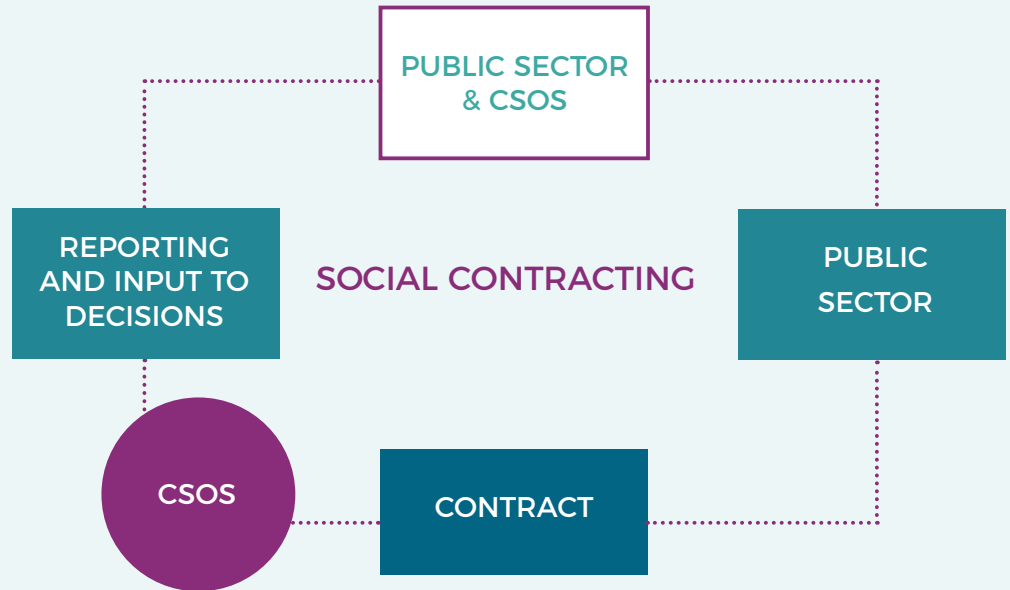 PUBLIC SECTOR
& CSOS
REPORTING
AND INPUT TO
DECISIONS
SOCIAL CONTRACTING
PUBLIC
SECTOR
CSOS
CONTRACT